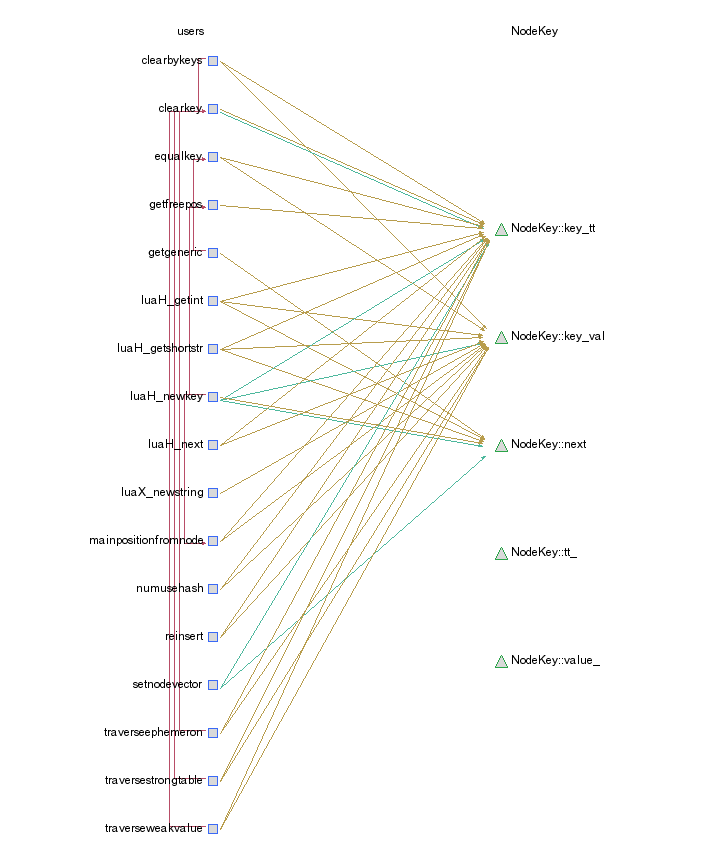 users
NodeKey
clearbykeys
clearkey
equalkey
getfreepos
NodeKey::key_tt
getgeneric
luaH_getint
NodeKey::key_val
luaH_getshortstr
luaH_newkey
luaH_next
NodeKey::next
luaX_newstring
mainpositionfromnode
NodeKey::tt_
numusehash
reinsert
NodeKey::value_
setnodevector
traverseephemeron
traversestrongtable
traverseweakvalue